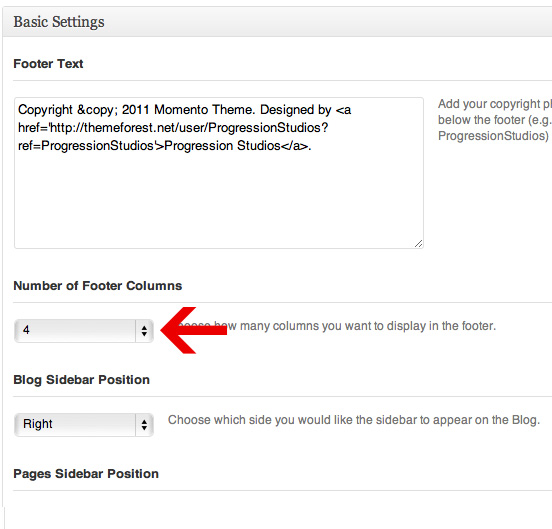 Basic Settings
Footer Text
Copyright &copy; 2011 Momento Theme. Designed by <a
href='http://themeforest.net/user/ProgressionStudios?
ref=ProgressionStudios'>Progression Studios</a>.
Add your copyright
below the footer (e.g.
ProgressionStudios)
Number of Footer Columns
4
how many columns you want to display in the footer.
Blog Sidebar Position
Right
Choose which side you would like the sidebar to appear on the Blog.
Pages Sidebar Position